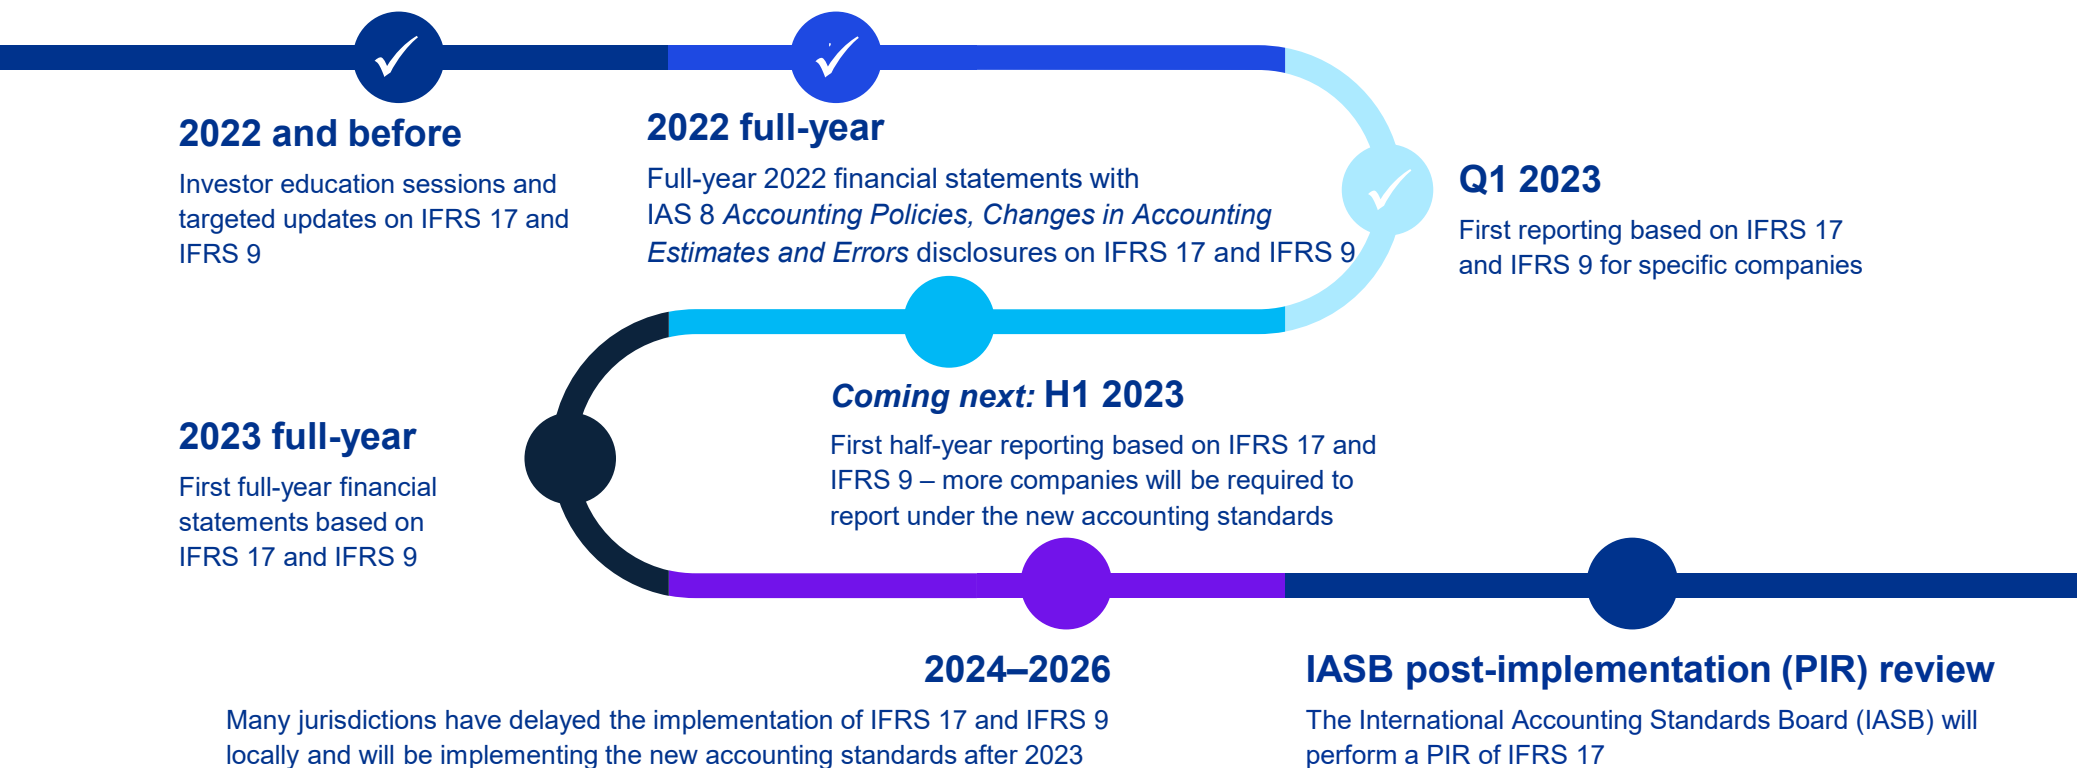 2022 and before
Investor education sessions and
targeted updates on IFRS 17 and
IFRS 9
2022 full-year
Full-year 2022 financial statements with
IAS 8 Accounting Policies, Changes in Accounting
Estimates and Errors disclosures on IFRS 17 and IFRS 9
Q1 2023
First reporting based on IFRS 17
and IFRS 9 for specific companies
Coming next: H1 2023
First half-year reporting based on IFRS 17 and
IFRS 9 – more companies will be required to
report under the new accounting standards
2023 full-year
First full-year financial
statements based on
IFRS 17 and IFRS 9
2024–2026
Many jurisdictions have delayed the implementation of IFRS 17 and IFRS 9
locally and will be implementing the new accounting standards after 2023
IASB post-implementation (PIR) review
The International Accounting Standards Board (IASB) will
perform a PIR of IFRS 17